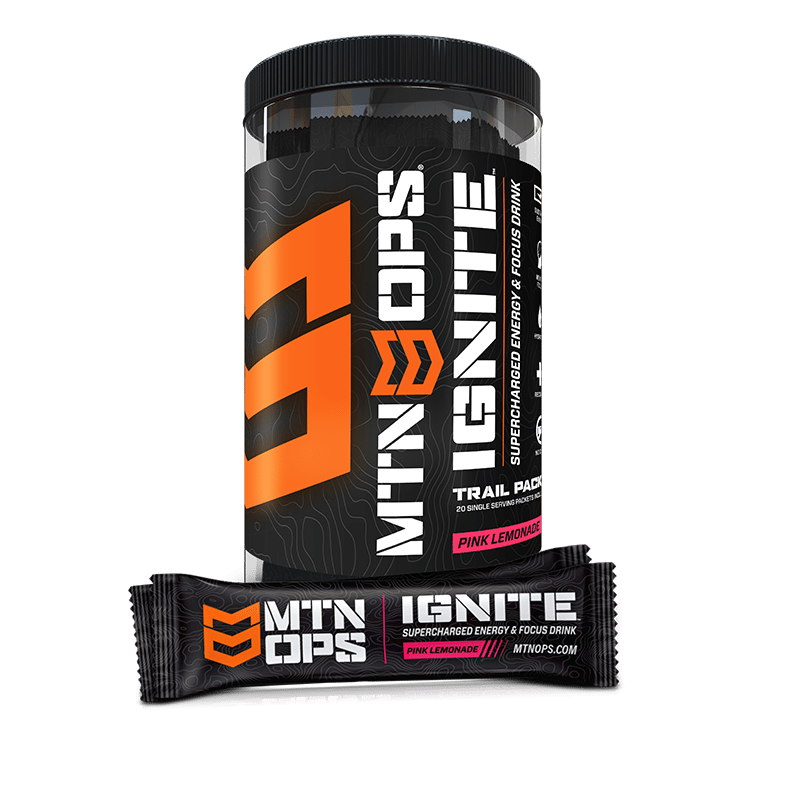 MTN OPS®
IGNITE™
SUPERCHARGED ENERGY & FOCUS DRINK
TRAIL PACK
20 SINGLE SERVING PACKETS
PINK LEMONADE
MTN
OPS
IGNITE™
SUPERCHARGED ENERGY & FOCUS DRINK
PINK LEMONADE
MTNOPS.COM